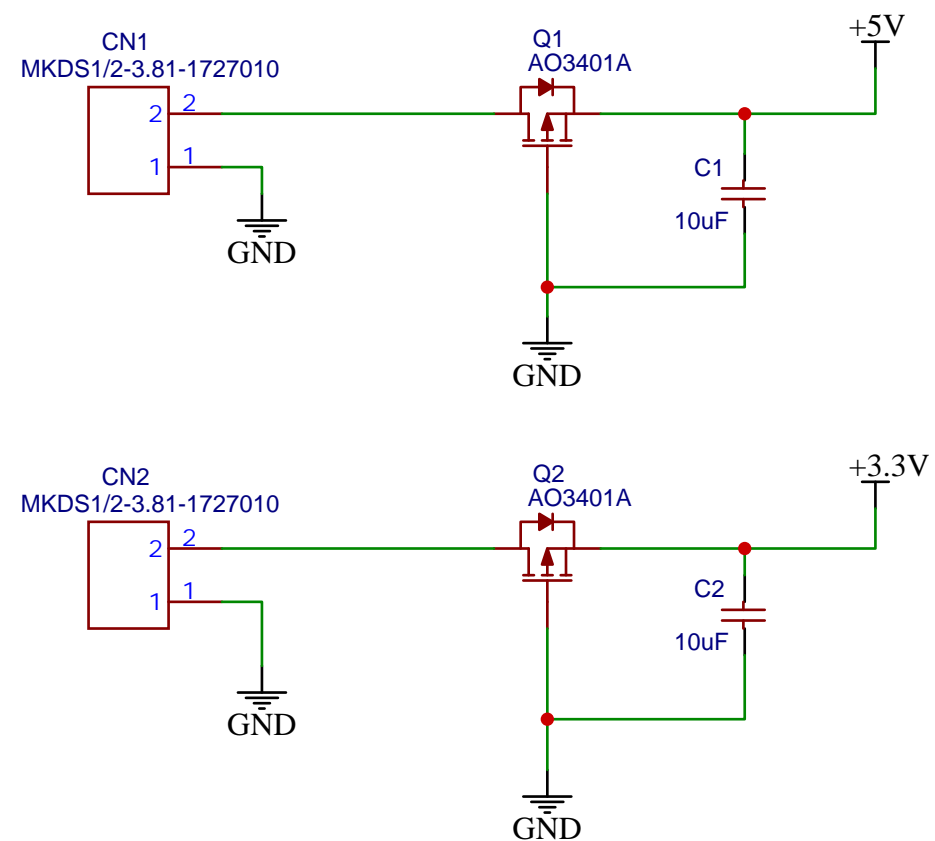 CN1
MKDS1/2-3.81-1727010
2 2
1 1
GND
Q1
AO3401A
GND
C1
10uF
+5V
CN2
MKDS1/2-3.81-1727010
2 2
1 1
GND
Q2
AO3401A
GND
C2
10uF
+3.3V